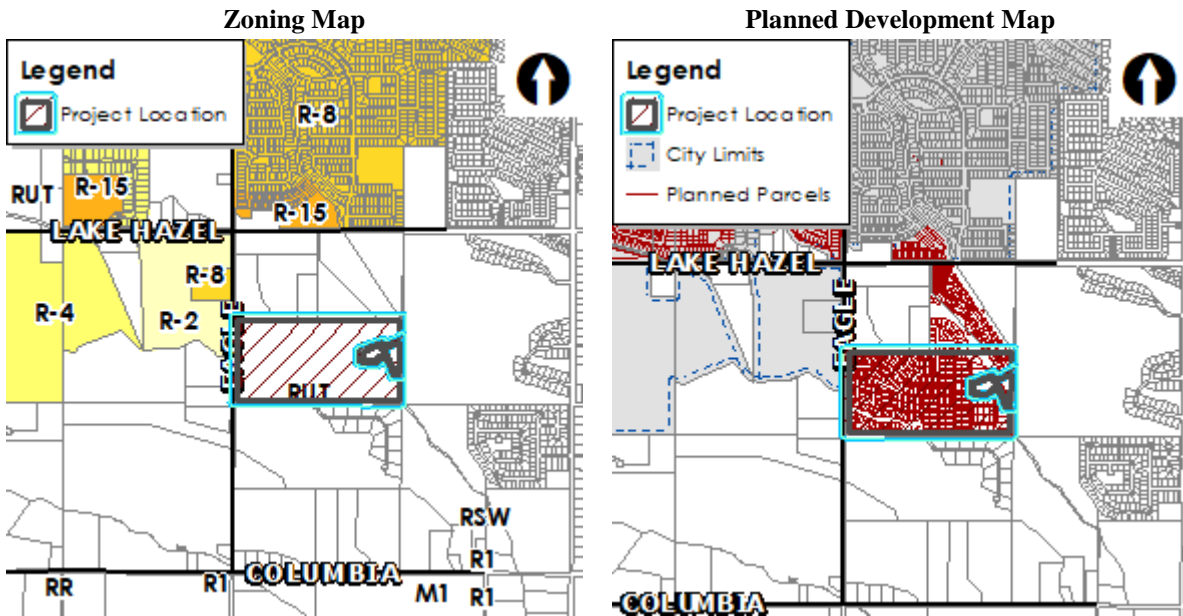 Zoning Map
Legend
Project Location
R-8
RUT
R-15
R-15
LAKE HAZEL
R-8
R-4
R-2
EAGLE
RUT
RSW
R1
COLUMBIA
RR
R1
M1
R1
Planned Development Map
Legend
Project Location
City Limits
Planned Parcels
LAKE HAZEL
EAGLE
COLUMBIA